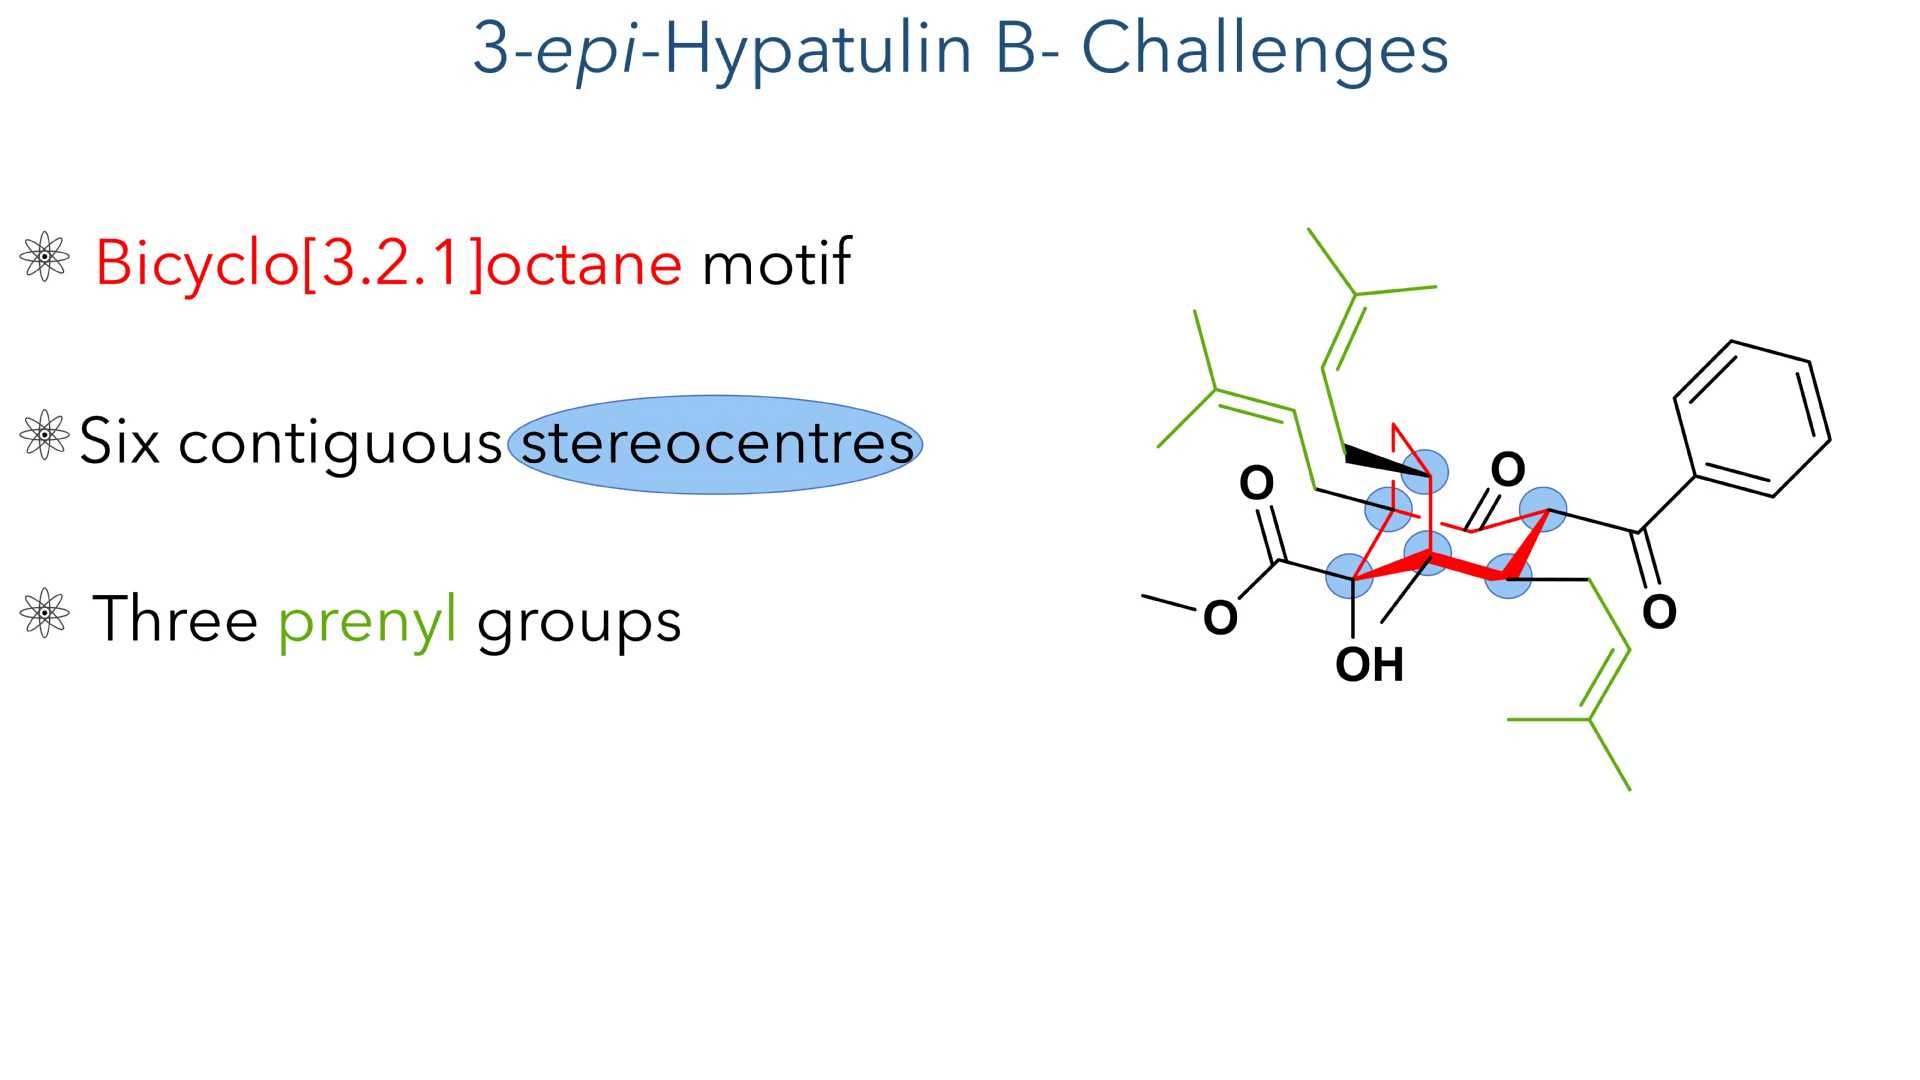 3-epi-Hypatulin B- Challenges
Bicyclo[3.2.1]octane motif
Six contiguous stereocentres
Three prenyl groups
O
O
O
O
OH